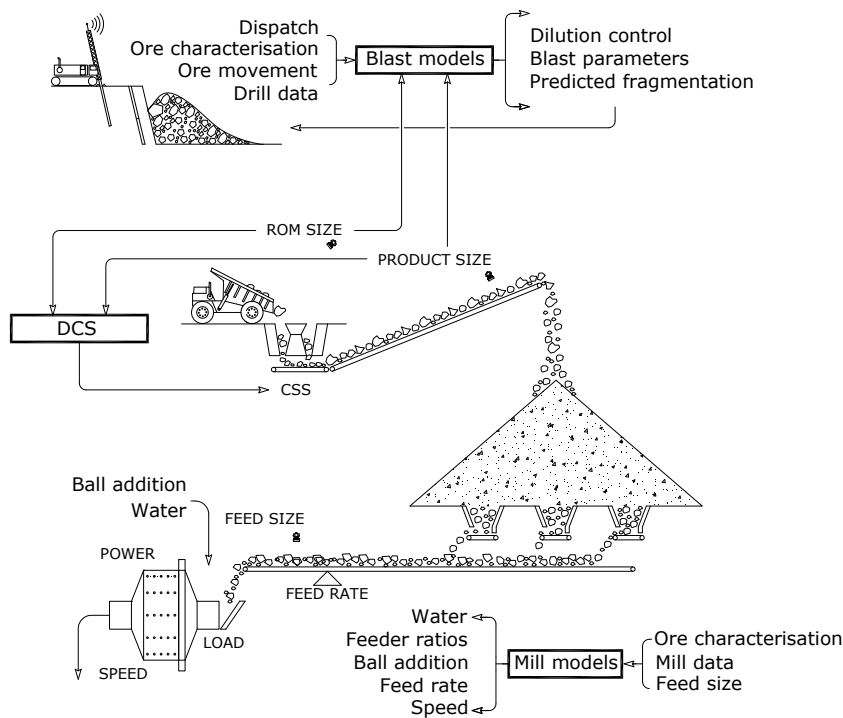 Dispatch
Ore characterisation
Ore movement
Drill data
Blast models
Dilution control
Blast parameters
Predicted fragmentation
ROM SIZE
PRODUCT SIZE
DCS
CSS
Ball addition
Water
FEED SIZE
POWER
FEED RATE
LOAD
SPEED
Water
Feeder ratios
Ball addition
Feed rate
Speed
Mill models
Ore characterisation
Mill data
Feed size